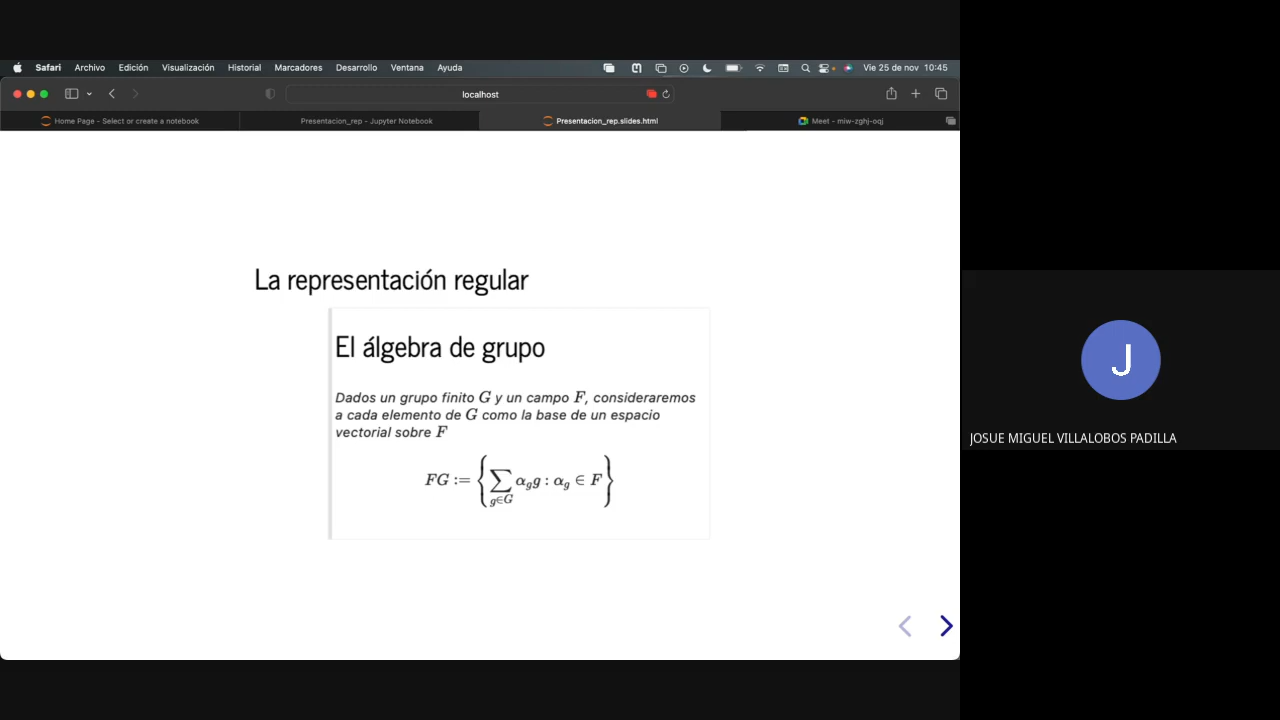 Safari Archivo Edición Visualización Historial Marcadores Desarrollo Ventana Ayuda Vie 25 de nov 10:45
localhost
Home Page - Select or create a notebook Presentacion_rep - Jupyter Notebook Presentacion_rep.slides.html Meet - miw-zghj-oqj
La representación regular
El álgebra de grupo
Dados un grupo finito G y un campo F, consideraremos
a cada elemento de G como la base de un espacio
vectorial sobre F
FG := { ∑_{g∈G} α_g g : α_g ∈ F }
J
JOSUE MIGUEL VILLALOBOS PADILLA